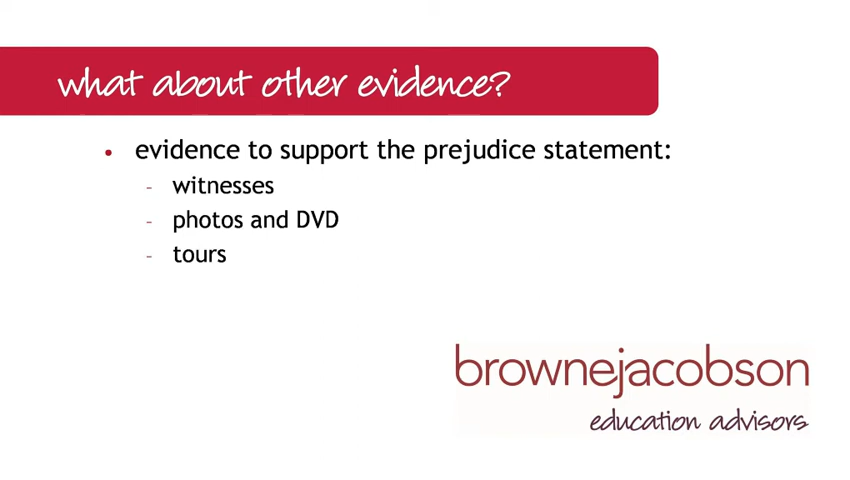 what about other evidence?
• evidence to support the prejudice statement:
- witnesses
- photos and DVD
- tours
brownejacobson
education advisors